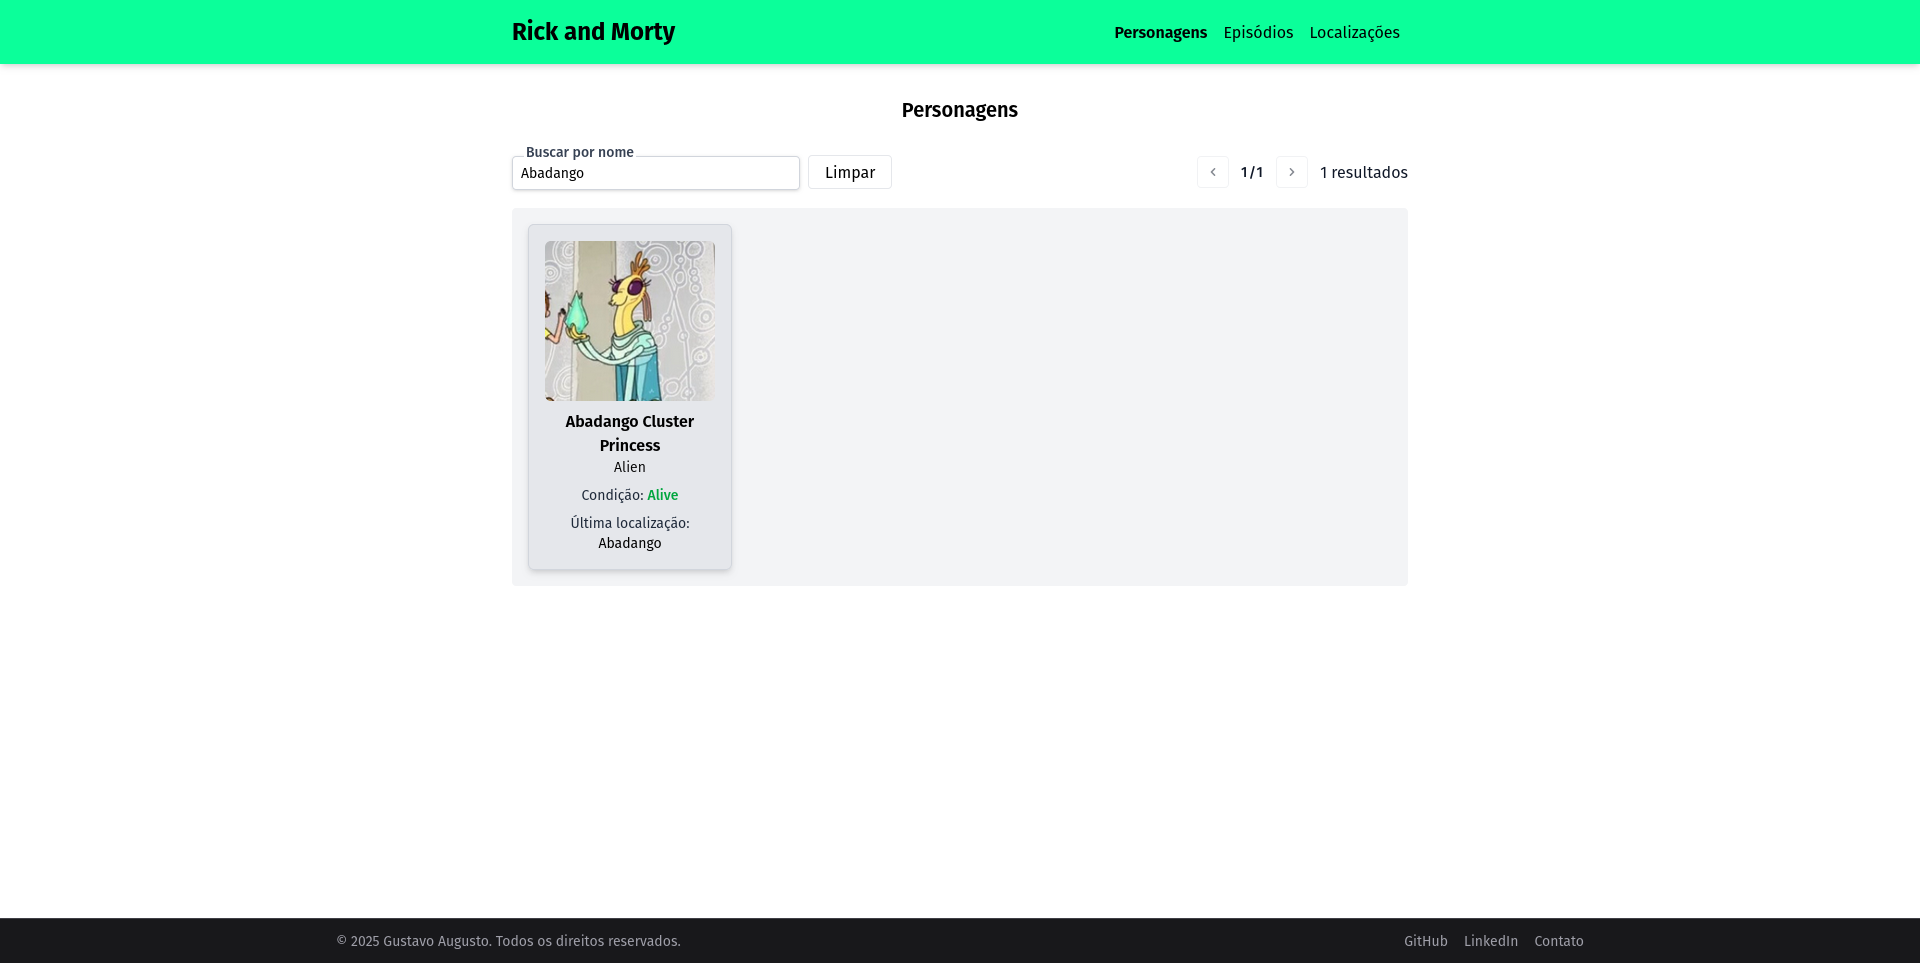 Rick and Morty
Personagens Episódios Localizações
Personagens
Buscar por nome
Abadango
Limpar
1/1
1 resultados
Abadango Cluster
Princess
Alien
Condição: Alive
Última localização:
Abadango
© 2025 Gustavo Augusto. Todos os direitos reservados.
GitHub LinkedIn Contato